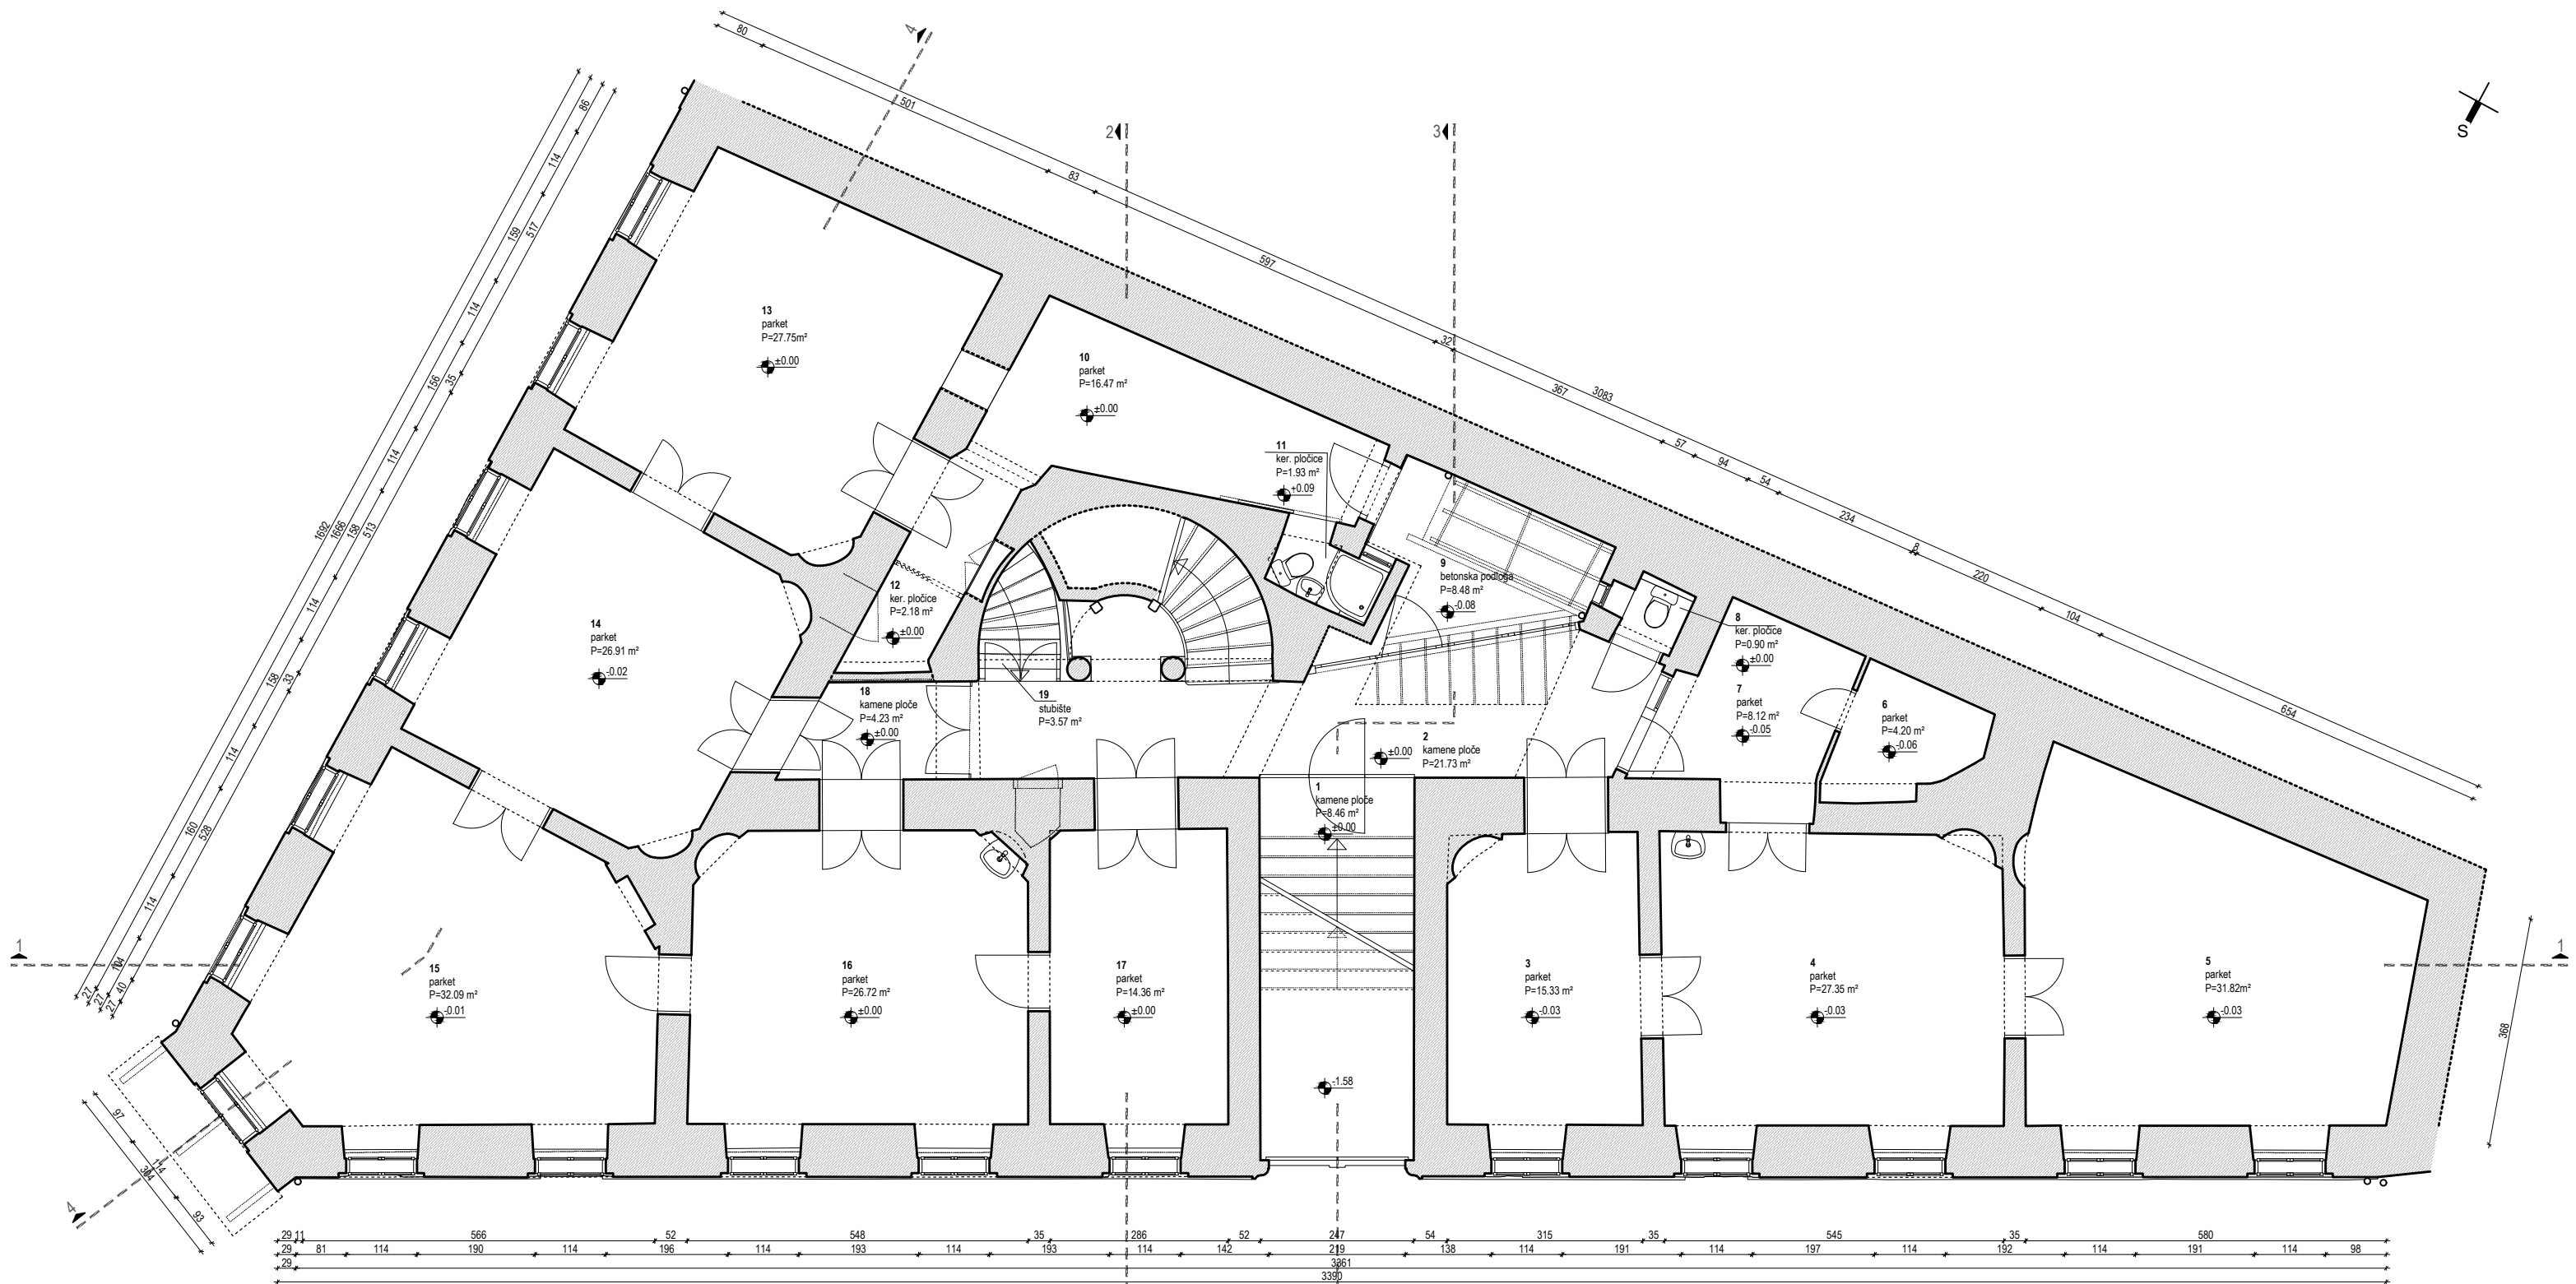 4
2
3
S
80
501
83
597
32
3083
367
57
94
54
234
8
220
104
654
368
86
114
159
517
114
156
35
114
1692
1666
158
513
114
158
33
114
160
528
114
104
40
27
27
27
13
parket
P=27.75m²
±0.00
10
parket
P=16.47 m²
±0.00
11
ker. pločice
P=1.93 m²
+0.09
9
betonska podloga
P=8.48 m²
-0.08
12
ker. pločice
P=2.18 m²
±0.00
14
parket
P=26.91 m²
-0.02
8
ker. pločice
P=0.90 m²
±0.00
7
parket
P=8.12 m²
-0.05
6
parket
P=4.20 m²
-0.06
18
kamene ploče
P=4.23 m²
±0.00
19
stubište
P=3.57 m²
2
kamene ploče
P=21.73 m²
±0.00
1
kamene ploče
P=8.46 m²
±0.00
-1.58
15
parket
P=32.09 m²
-0.01
16
parket
P=26.72 m²
±0.00
17
parket
P=14.36 m²
±0.00
3
parket
P=15.33 m²
-0.03
4
parket
P=27.35 m²
-0.03
5
parket
P=31.82m²
-0.03
1
1
97
114
304
93
4
29 11 566 52 548 35 286 52 247 54 315 35 545 35 580
29 81 114 190 114 196 114 193 114 193 114 142 219 138 114 191 114 197 114 192 114 191 114 98
29 3361
3390